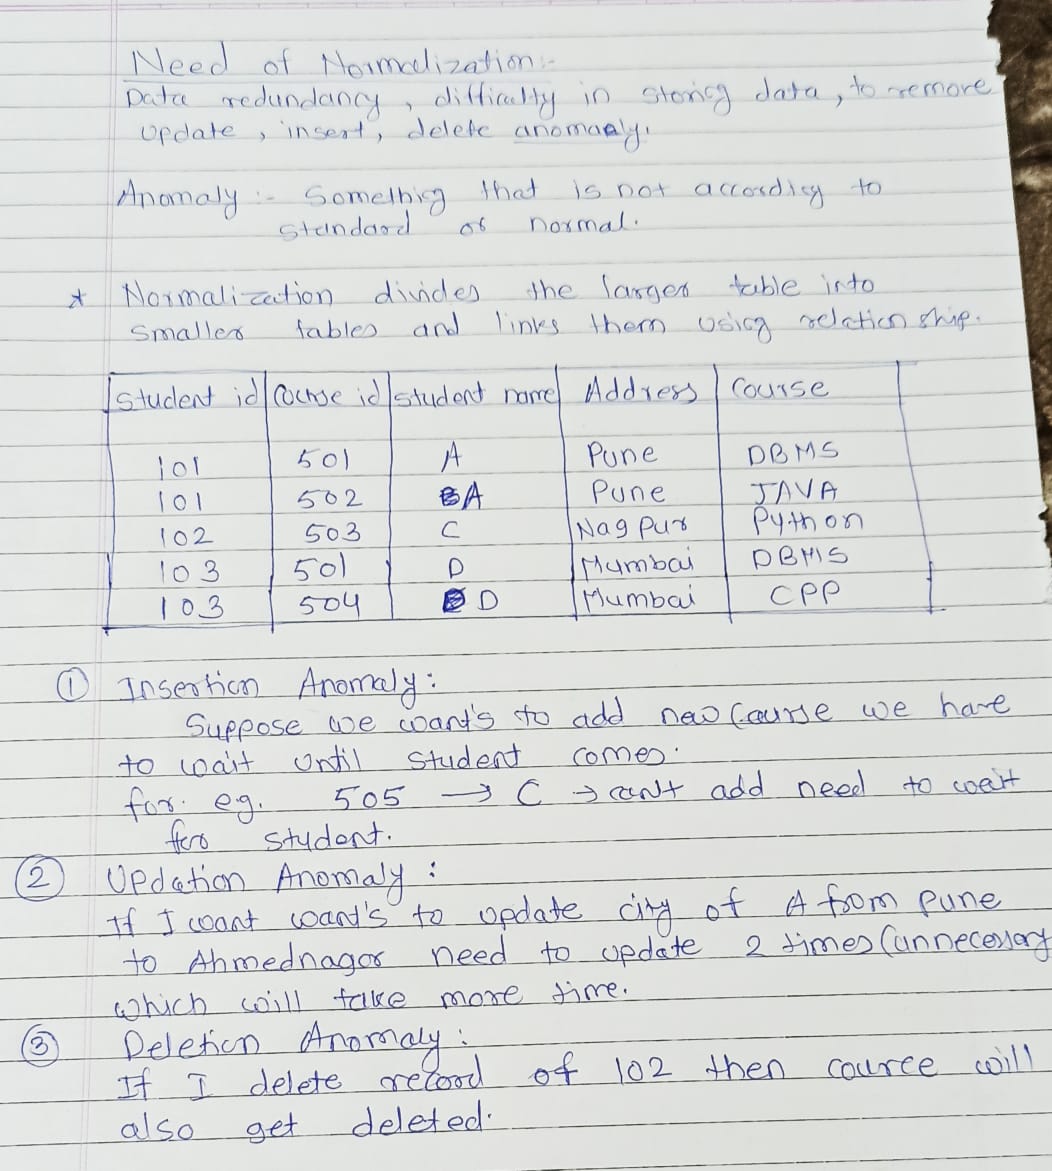 Need of Normalization:-
Data redundancy, difficulty in storing data, to remove
Update, insert, delete anomaly.
Anomaly :- Something that is not according to
standard or normal.
* Normalization divides the larger table into
smaller tables and links them using relationship.
Student id | Course id | Student name | Address | Course
101 | 501 | A | Pune | DBMS
101 | 502 | A | Pune | JAVA
102 | 503 | C | Nagpur | Python
103 | 501 | D | Mumbai | DBMS
103 | 504 | D | Mumbai | CPP
① Insertion Anomaly:
Suppose we want's to add new Course we have
to wait until student comes.
for. eg. 505 → C → can't add need to wait
for student.
② Updation Anomaly:
If I want want's to update city of A from Pune
to Ahmednagar need to update 2 times (unnecessary
which will take more time.
③ Deletion Anomaly:
If I delete record of 102 then cource will
also get deleted.